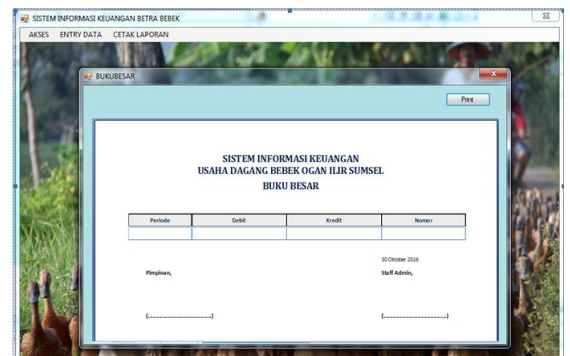 SISTEM INFORMASI KEUANGAN BETRA BEBEK
AKSES ENTRY DATA CETAK LAPORAN
BUKUBESAR
Print
SISTEM INFORMASI KEUANGAN
USAHA DAGANG BEBEK OGAN ILIR SUMSEL
BUKU BESAR
Periode Debit Kredit Nomor
30 Oktober 2016
Pimpinan, Staff Admin,
(................................) (................................)